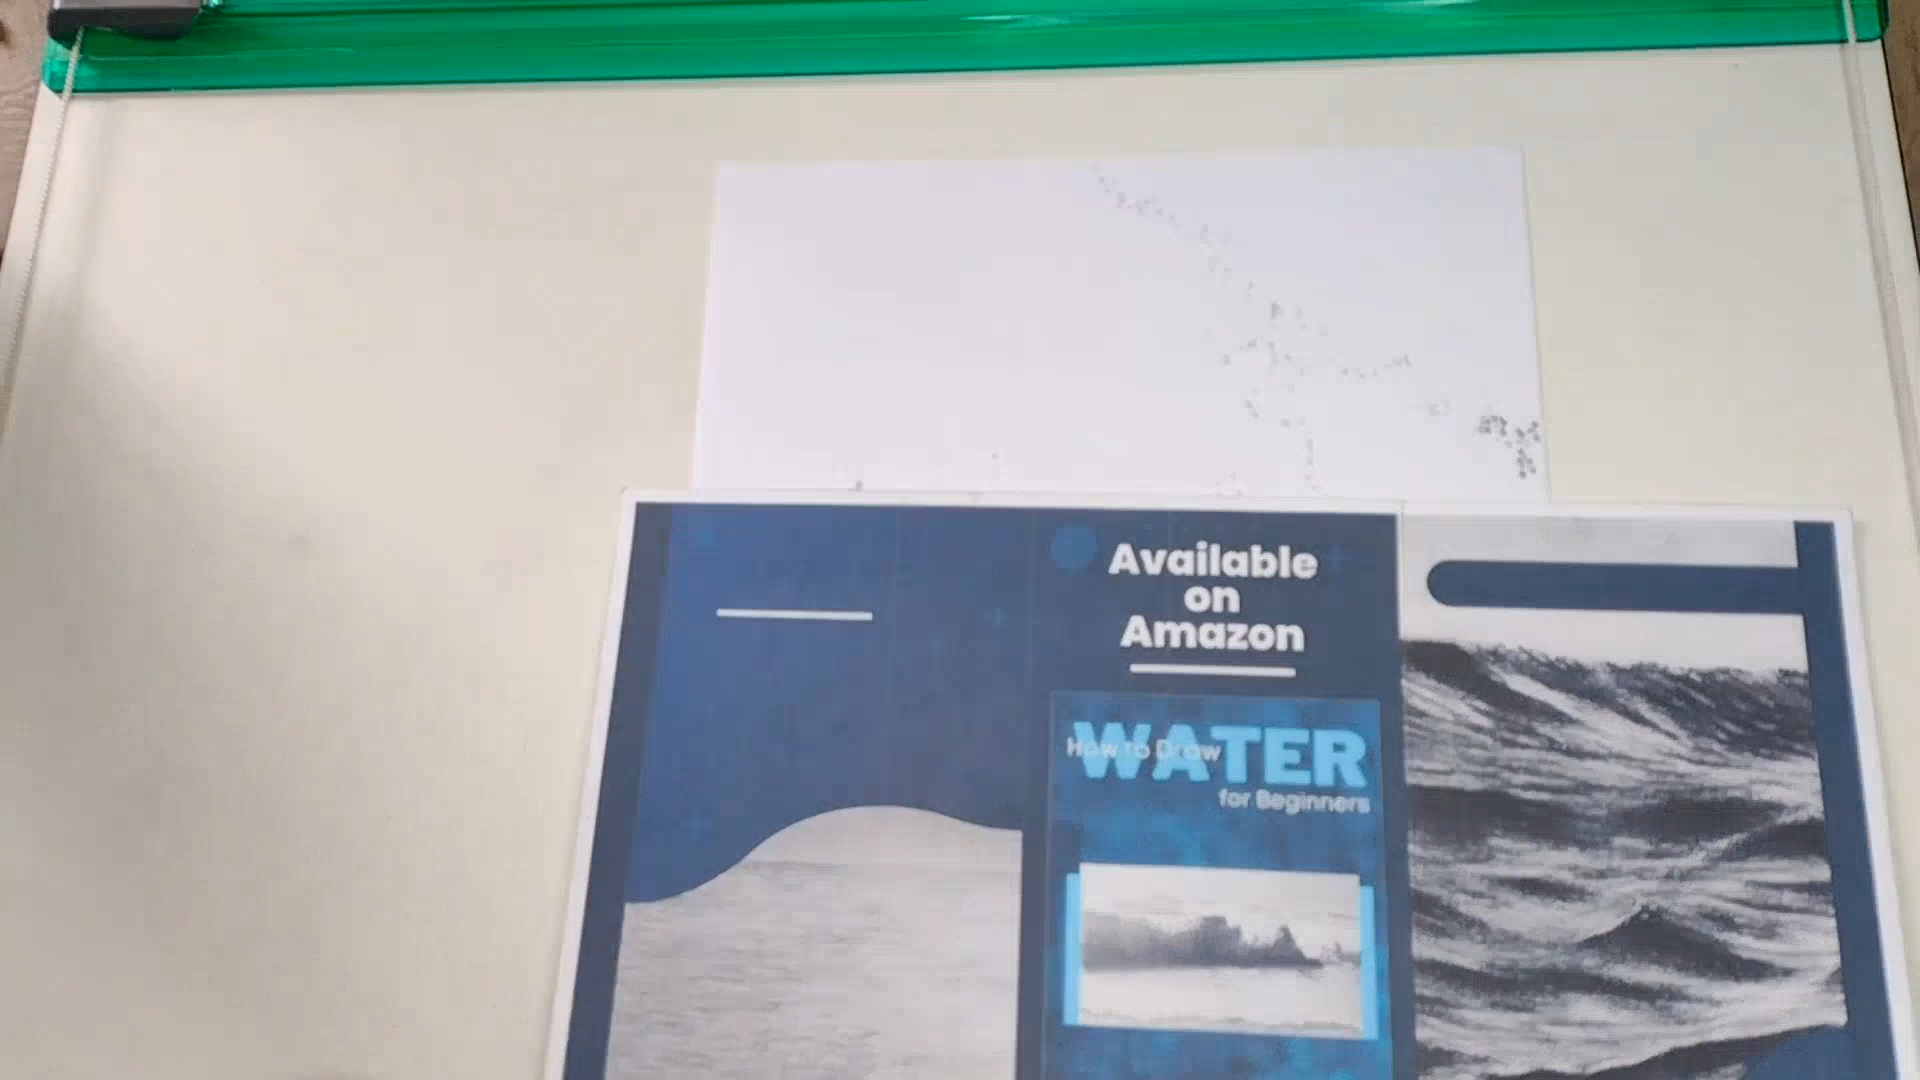 Available
on
Amazon
How to Draw
WATER
for Beginners